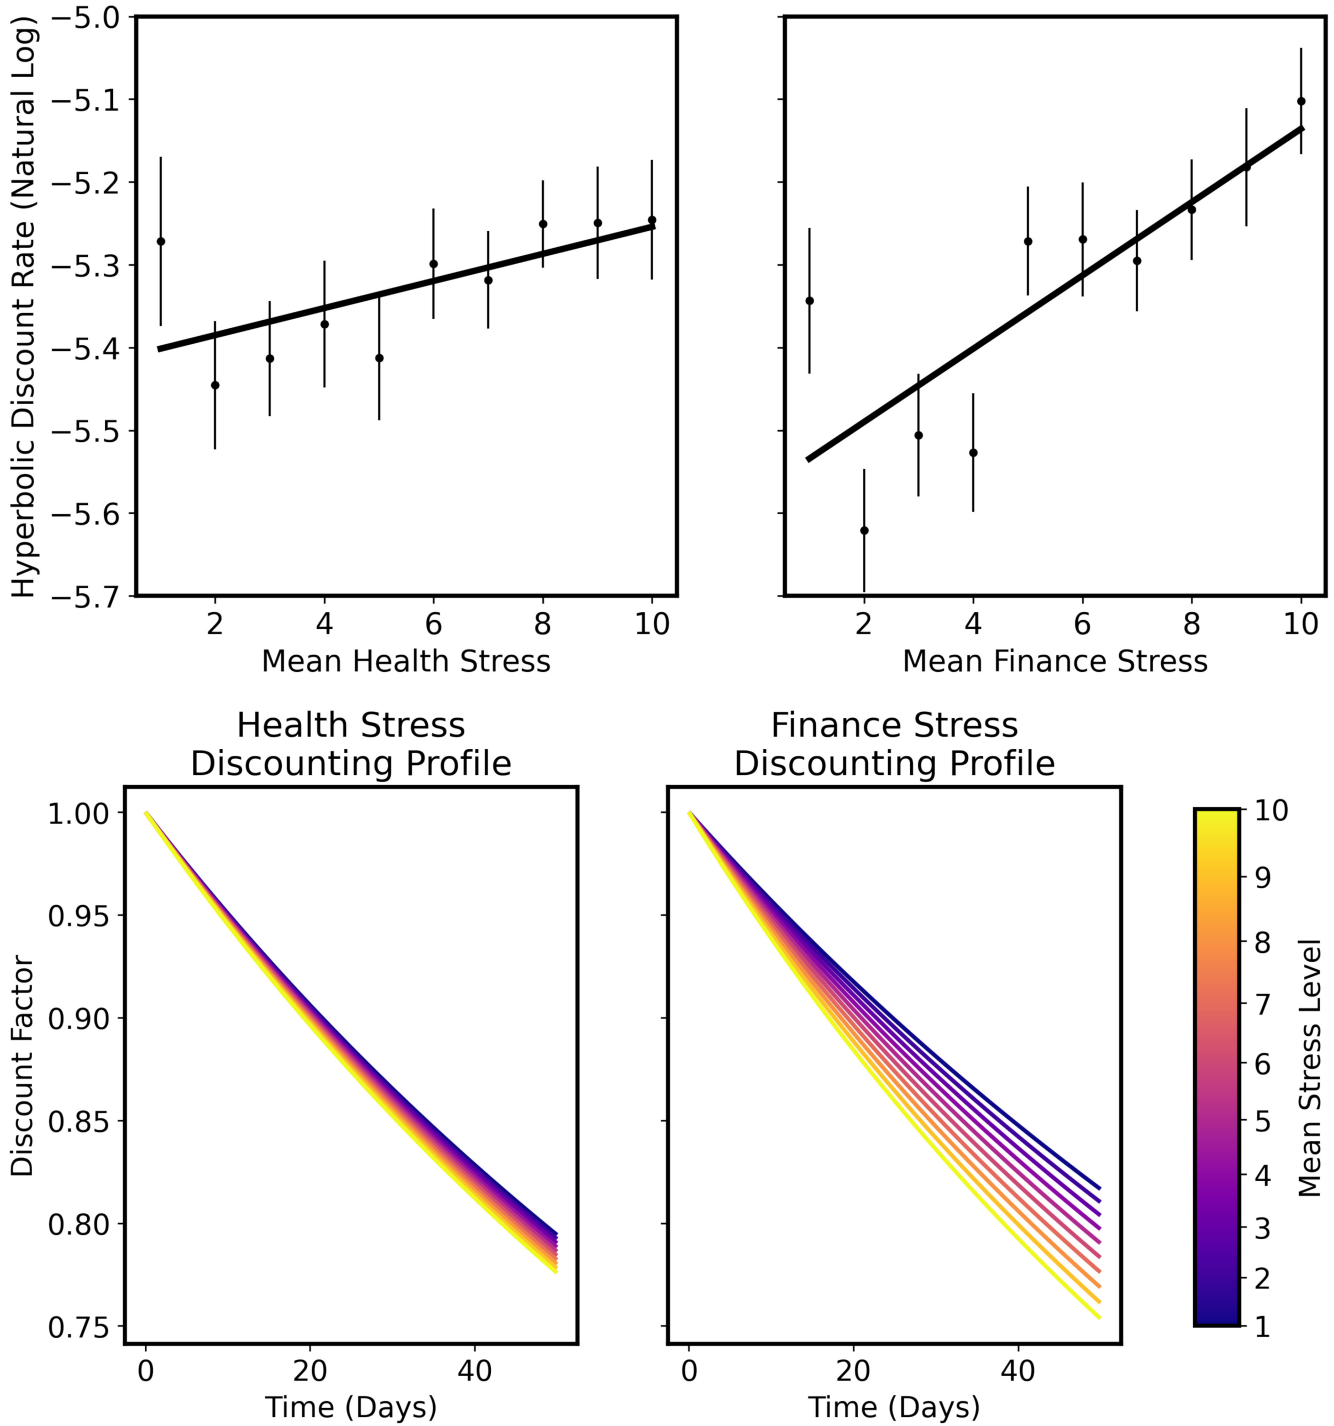 Hyperbolic Discount Rate (Natural Log)
−5.0
−5.1
−5.2
−5.3
−5.4
−5.5
−5.6
−5.7
2 4 6 8 10
Mean Health Stress
2 4 6 8 10
Mean Finance Stress
Health Stress
Discounting Profile
Discount Factor
1.00
0.95
0.90
0.85
0.80
0.75
0 20 40
Time (Days)
Finance Stress
Discounting Profile
0 20 40
Time (Days)
10
9
8
7
6
5
4
3
2
1
Mean Stress Level